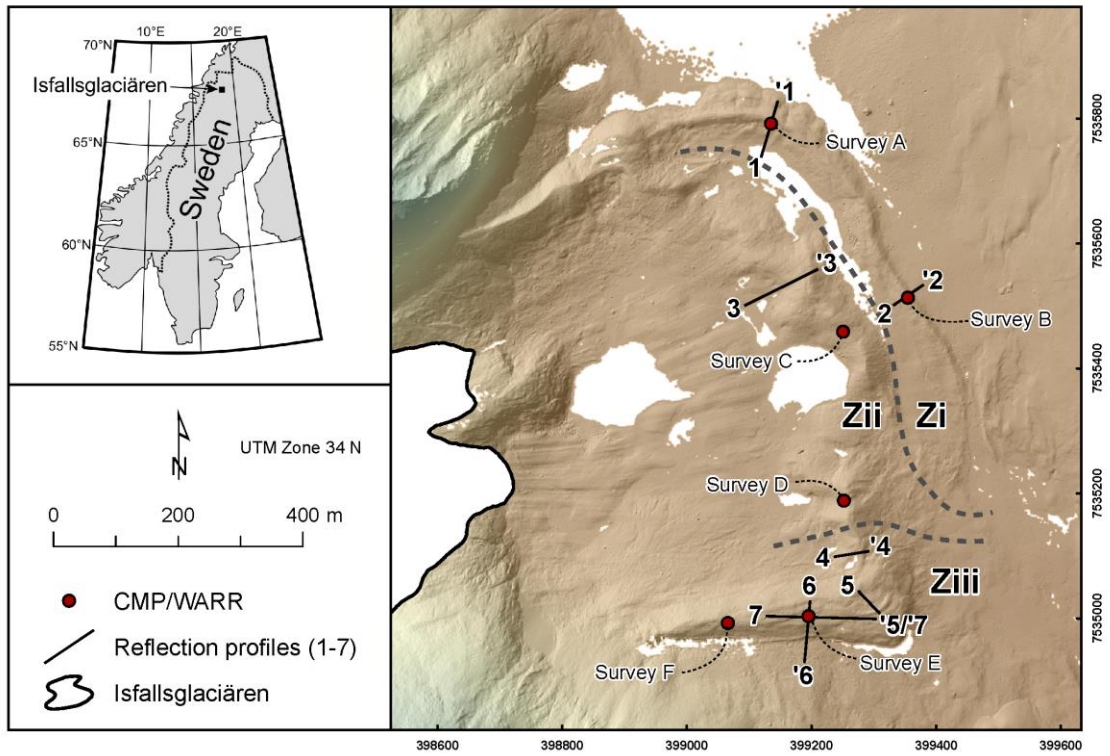 10°E 20°E
70°N
Isfallsglaciären
65°N
Sweden
60°N
55°N
N
UTM Zone 34 N
0 200 400 m
CMP/WARR
Reflection profiles (1-7)
Isfallsglaciären
'1
Survey A
1
'3
3
'2
2
Survey B
Survey C
Zii Zi
Survey D
4 '4
Ziii
6 5
7 '5/'7
Survey F '6 Survey E
7535800
7535600
7535400
7535200
7535000
398600 398800 399000 399200 399400 399600